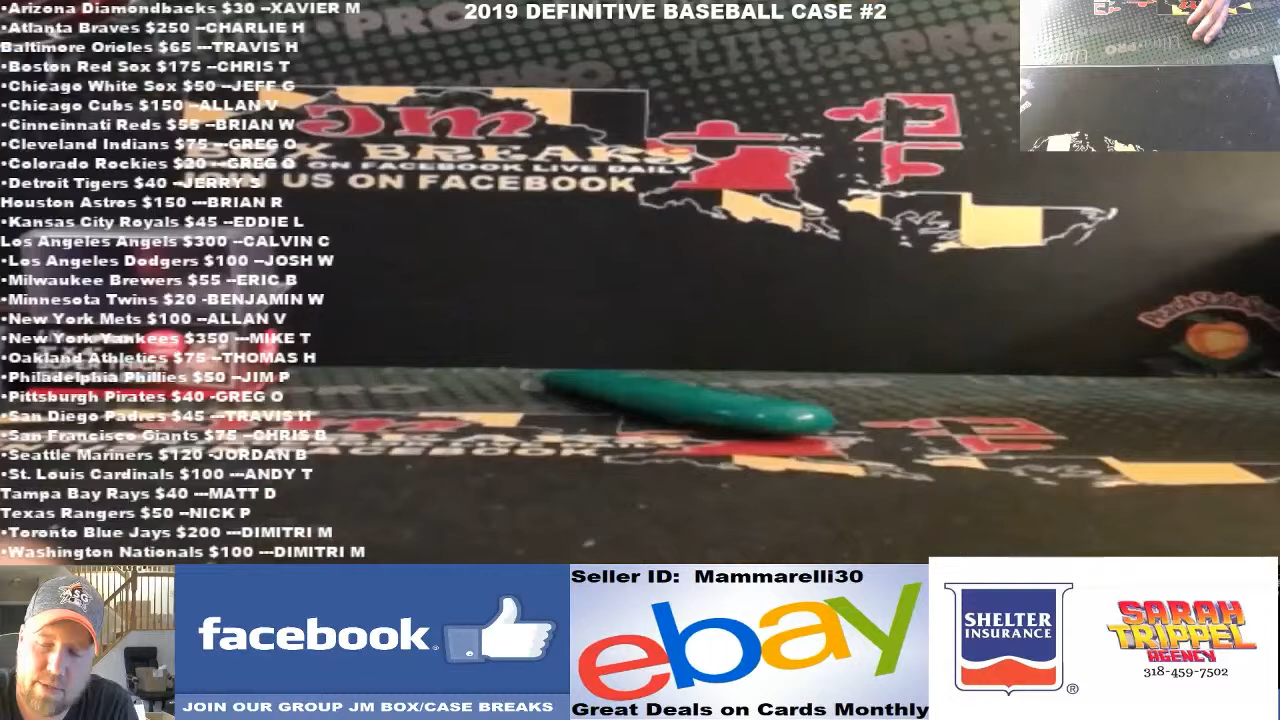 •Arizona Diamondbacks $30 --XAVIER M
•Atlanta Braves $250 --CHARLIE H
Baltimore Orioles $65 ---TRAVIS H
•Boston Red Sox $175 --CHRIS T
•Chicago White Sox $50 --JEFF G
•Chicago Cubs $150 --ALLAN V
•Cinncinnati Reds $55 --BRIAN W
•Cleveland Indians $75 ---GREG O
•Colorado Rockies $20 --GREG O
•Detroit Tigers $40 --JERRY S
Houston Astros $150 ---BRIAN R
•Kansas City Royals $45 --EDDIE L
Los Angeles Angels $300 --CALVIN C
•Los Angeles Dodgers $100 --JOSH W
•Milwaukee Brewers $55 --ERIC B
•Minnesota Twins $20 -BENJAMIN W
•New York Mets $100 --ALLAN V
•New York Yankees $350 ---MIKE T
•Oakland Athletics $75 --THOMAS H
•Philadelphia Phillies $50 --JIM P
•Pittsburgh Pirates $40 -GREG O
•San Diego Padres $45 ---TRAVIS H
•San Francisco Giants $75 --CHRIS B
•Seattle Mariners $120 -JORDAN B
•St. Louis Cardinals $100 ---ANDY T
Tampa Bay Rays $40 ---MATT D
Texas Rangers $50 --NICK P
•Toronto Blue Jays $200 ---DIMITRI M
•Washington Nationals $100 ---DIMITRI M
2019 DEFINITIVE BASEBALL CASE #2
JM
BREAKS
ON FACEBOOK LIVE DAILY
US ON FACEBOOK
Peach State
facebook
JOIN OUR GROUP JM BOX/CASE BREAKS
Seller ID: Mammarelli30
ebay
Great Deals on Cards Monthly
SHELTER
INSURANCE
®
SARAH
TRIPPEL
AGENCY
318-459-7502